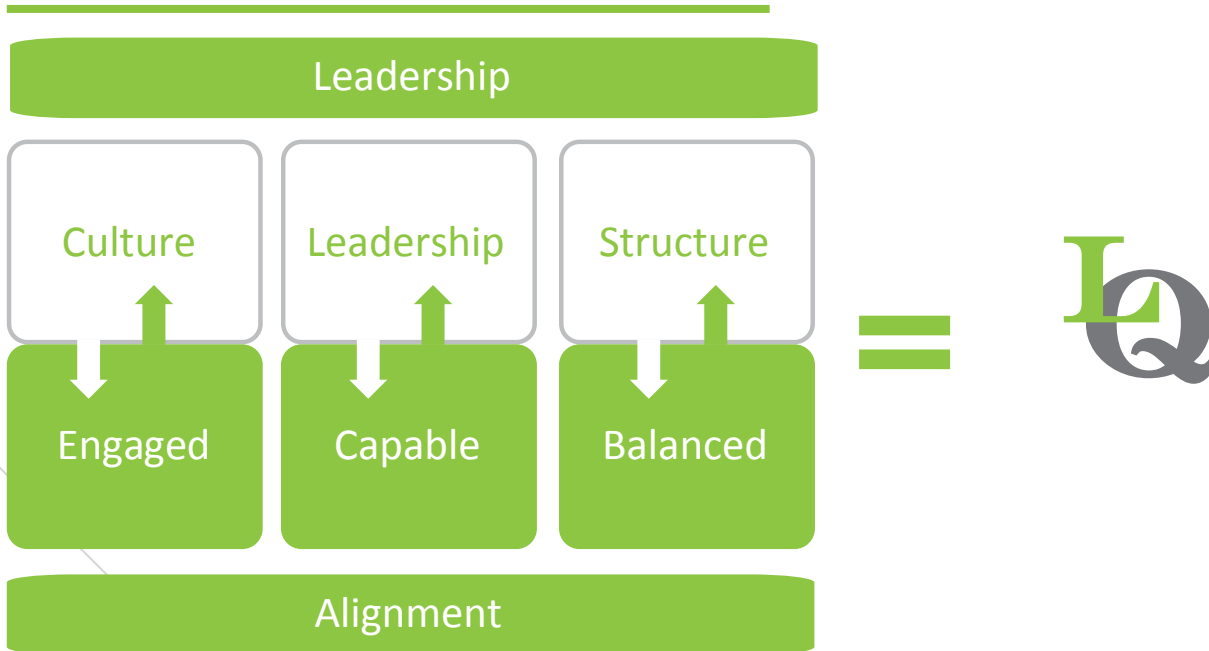 Leadership
Culture Leadership Structure
=
Engaged Capable Balanced
Alignment
LQ